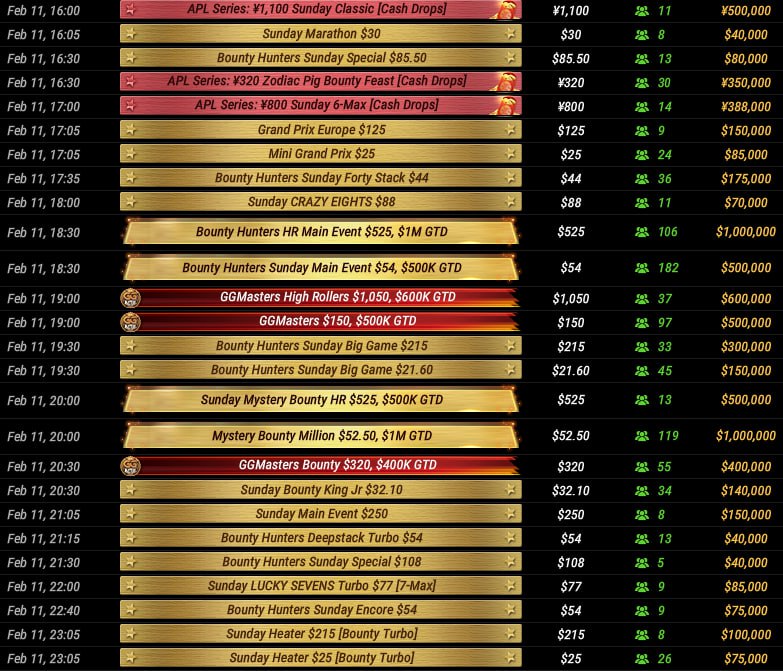 Feb 11, 16:00 APL Series: ¥1,100 Sunday Classic [Cash Drops] ¥1,100 11 ¥500,000
Feb 11, 16:05 Sunday Marathon $30 $30 8 $40,000
Feb 11, 16:30 Bounty Hunters Sunday Special $85.50 $85.50 13 $80,000
Feb 11, 16:30 APL Series: ¥320 Zodiac Pig Bounty Feast [Cash Drops] ¥320 30 ¥350,000
Feb 11, 17:00 APL Series: ¥800 Sunday 6-Max [Cash Drops] ¥800 14 ¥388,000
Feb 11, 17:05 Grand Prix Europe $125 $125 9 $150,000
Feb 11, 17:05 Mini Grand Prix $25 $25 24 $85,000
Feb 11, 17:35 Bounty Hunters Sunday Forty Stack $44 $44 36 $175,000
Feb 11, 18:00 Sunday CRAZY EIGHTS $88 $88 11 $70,000
Feb 11, 18:30 Bounty Hunters HR Main Event $525, $1M GTD $525 106 $1,000,000
Feb 11, 18:30 Bounty Hunters Sunday Main Event $54, $500K GTD $54 182 $500,000
Feb 11, 19:00 GGMasters High Rollers $1,050, $600K GTD $1,050 37 $600,000
Feb 11, 19:00 GGMasters $150, $500K GTD $150 97 $500,000
Feb 11, 19:30 Bounty Hunters Sunday Big Game $215 $215 33 $300,000
Feb 11, 19:30 Bounty Hunters Sunday Big Game $21.60 $21.60 45 $150,000
Feb 11, 20:00 Sunday Mystery Bounty HR $525, $500K GTD $525 13 $500,000
Feb 11, 20:00 Mystery Bounty Million $52.50, $1M GTD $52.50 119 $1,000,000
Feb 11, 20:30 GGMasters Bounty $320, $400K GTD $320 55 $400,000
Feb 11, 20:30 Sunday Bounty King Jr $32.10 $32.10 34 $140,000
Feb 11, 21:05 Sunday Main Event $250 $250 8 $150,000
Feb 11, 21:15 Bounty Hunters Deepstack Turbo $54 $54 13 $40,000
Feb 11, 21:30 Bounty Hunters Sunday Special $108 $108 5 $40,000
Feb 11, 22:00 Sunday LUCKY SEVENS Turbo $77 [7-Max] $77 9 $85,000
Feb 11, 22:40 Bounty Hunters Sunday Encore $54 $54 9 $75,000
Feb 11, 23:05 Sunday Heater $215 [Bounty Turbo] $215 8 $100,000
Feb 11, 23:05 Sunday Heater $25 [Bounty Turbo] $25 26 $75,000